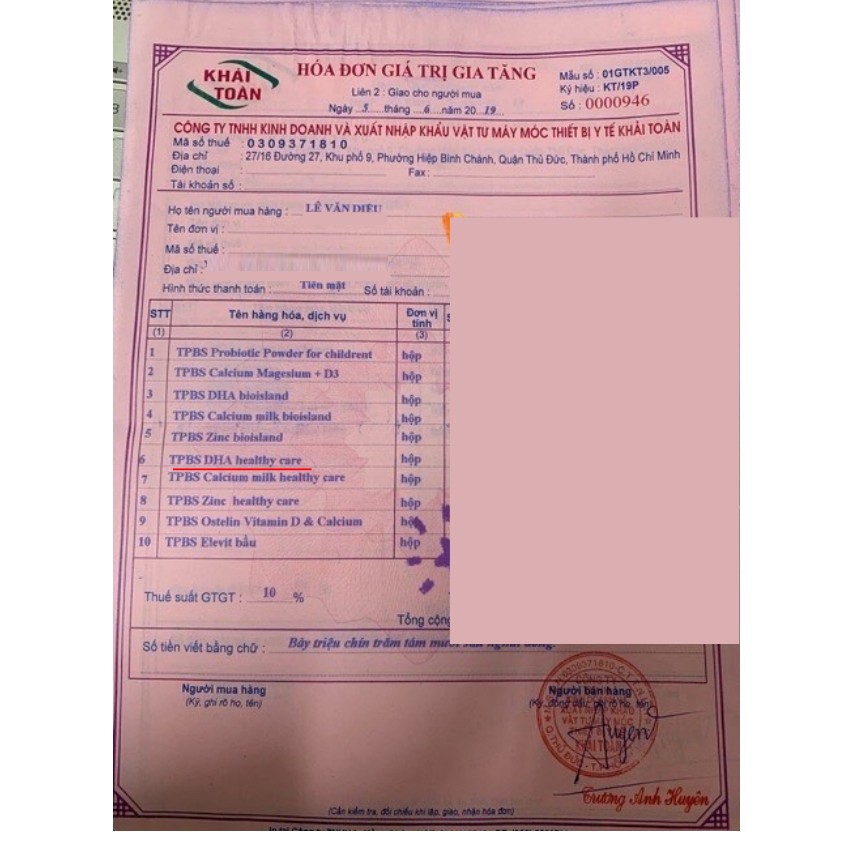 KHẢI TOÀN
HÓA ĐƠN GIÁ TRỊ GIA TĂNG
Liên 2 : Giao cho người mua
Ngày 5 tháng 6 năm 2019
Mẫu số : 01GTKT3/005
Ký hiệu : KT/19P
Số : 0000946
CÔNG TY TNHH KINH DOANH VÀ XUẤT NHẬP KHẨU VẬT TƯ MÁY MÓC THIẾT BỊ Y TẾ KHẢI TOÀN
Mã số thuế : 0309371810
Địa chỉ : 27/16 Đường 27, Khu phố 9, Phường Hiệp Bình Chánh, Quận Thủ Đức, Thành phố Hồ Chí Minh
Điện thoại : Fax :
Tài khoản số :
Họ tên người mua hàng : LÊ VĂN DIỆU
Tên đơn vị :
Mã số thuế :
Địa chỉ :
Hình thức thanh toán : Tiền mặt Số tài khoản :
STT Tên hàng hóa, dịch vụ Đơn vị tính
(1) (2) (3)
1 TPBS Probiotic Powder for childrent hộp
2 TPBS Calcium Magesium + D3 hộp
3 TPBS DHA bioisland hộp
4 TPBS Calcium milk bioisland hộp
5 TPBS Zinc bioisland hộp
6 TPBS DHA healthy care hộp
7 TPBS Calcium milk healthy care hộp
8 TPBS Zinc healthy care hộp
9 TPBS Ostelin Vitamin D & Calcium hộp
10 TPBS Elevit bầu hộp
Thuế suất GTGT : 10 %
Tổng cộng
Số tiền viết bằng chữ : Bảy triệu chín trăm tám mươi
Người mua hàng
(Ký, ghi rõ họ, tên)
Người bán hàng
(Ký, đóng dấu, ghi rõ họ, tên)
Trương Anh Huyên
(Cần kiểm tra, đối chiếu khi lập, giao, nhận hóa đơn)